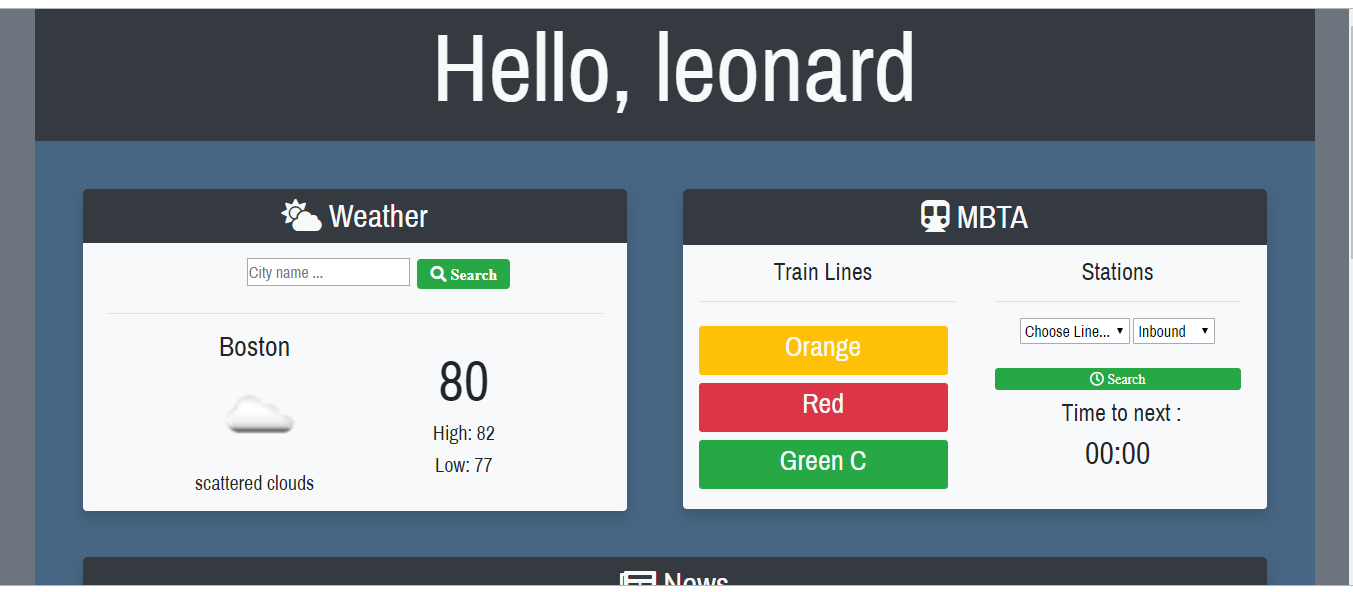 Hello, leonard
Weather
City name ...
Search
Boston
80
High: 82
Low: 77
scattered clouds
MBTA
Train Lines
Orange
Red
Green C
Stations
Choose Line... Inbound
Search
Time to next :
00:00
News